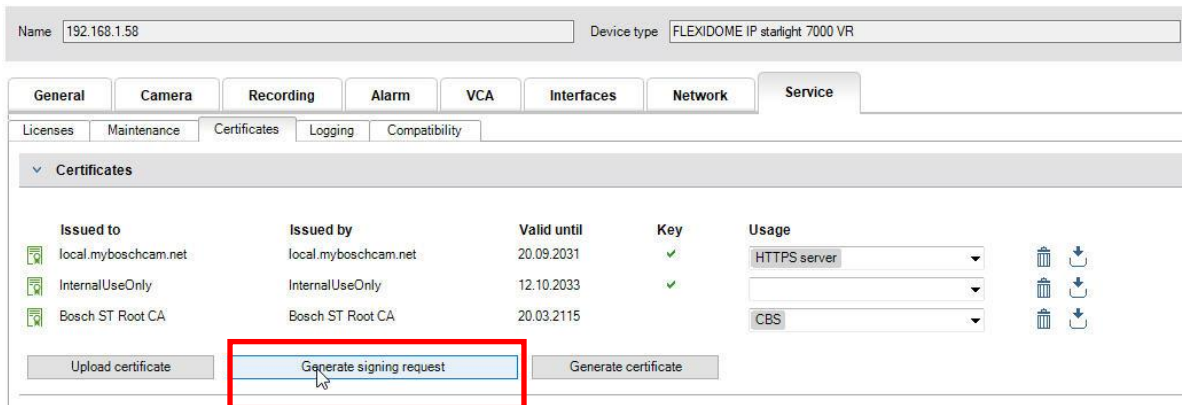 Name 192.168.1.58 Device type FLEXIDOME IP starlight 7000 VR
General Camera Recording Alarm VCA Interfaces Network Service
Licenses Maintenance Certificates Logging Compatibility
Certificates
Issued to Issued by Valid until Key Usage
local.myboschcam.net local.myboschcam.net 20.09.2031 HTTPS server
InternalUseOnly InternalUseOnly 12.10.2033
Bosch ST Root CA Bosch ST Root CA 20.03.2115 CBS
Upload certificate Generate signing request Generate certificate